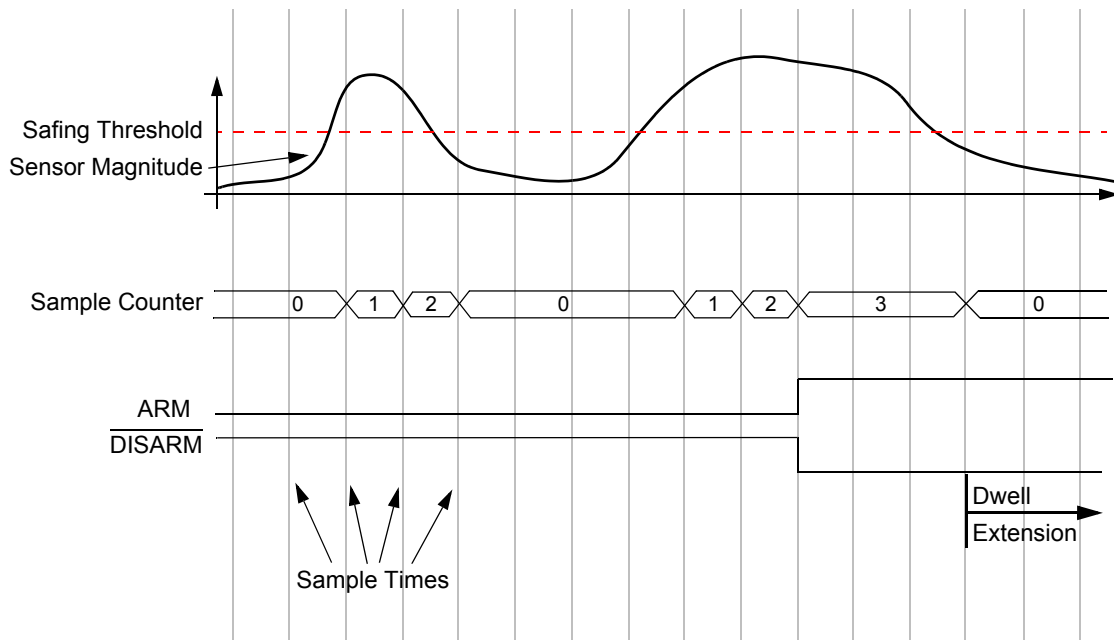 Safing Threshold
Sensor Magnitude
Sample Counter
0
1
2
0
1
2
3
0
ARM
DISARM
Dwell
Extension
Sample Times